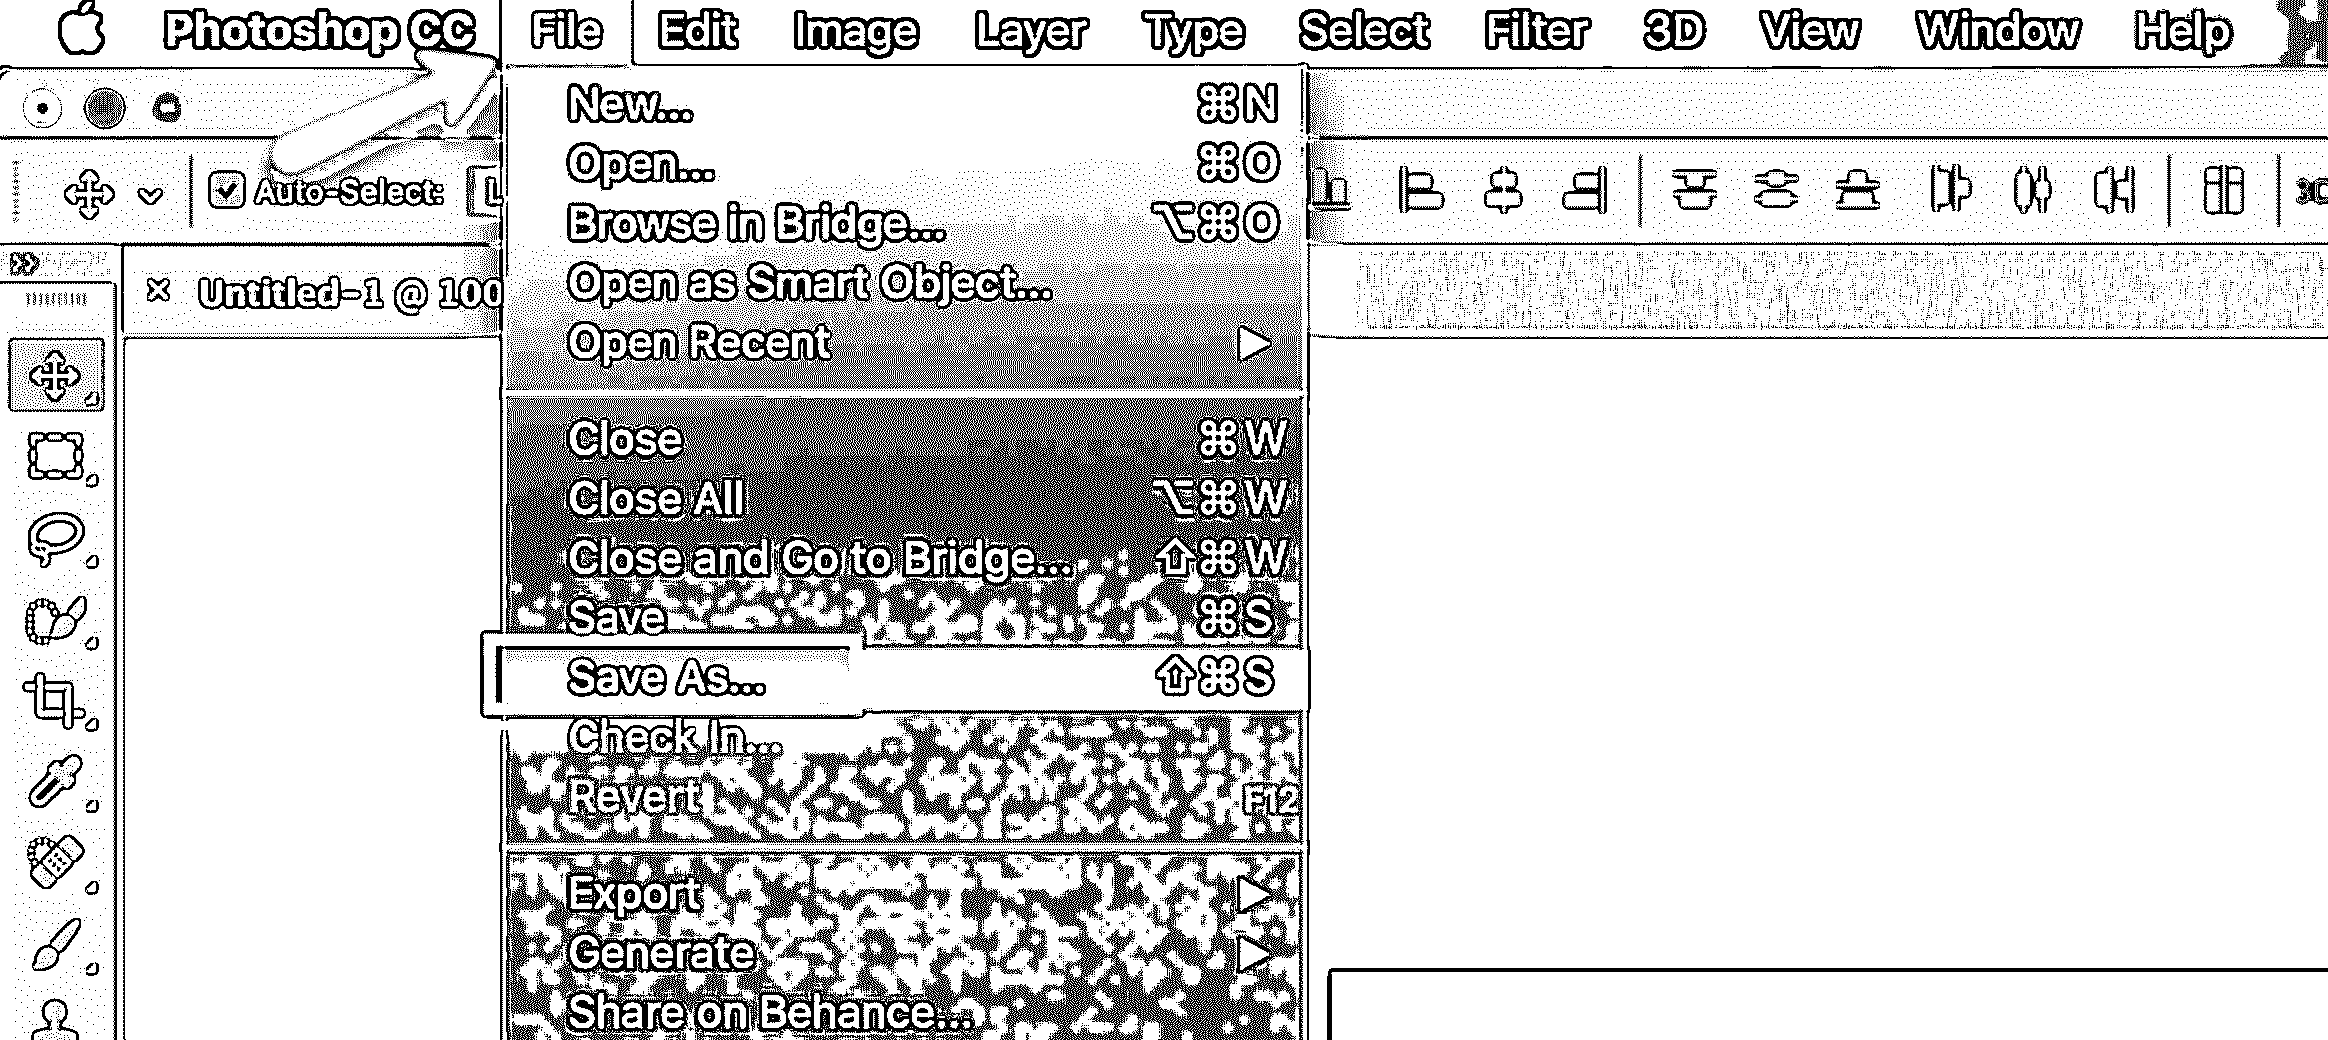 Photoshop CC File Edit Image Layer Type Select Filter 3D View Window Help
New... ⌘N
Open... ⌘O
Auto-Select:
Browse in Bridge... ⌥⌘O
Open as Smart Object...
Untitled-1 @ 100
Open Recent ▶
Close ⌘W
Close All ⌥⌘W
Close and Go to Bridge... ⇧⌘W
Save ⌘S
Save As... ⇧⌘S
Check In...
Revert F12
Export ▶
Generate ▶
Share on Behance...